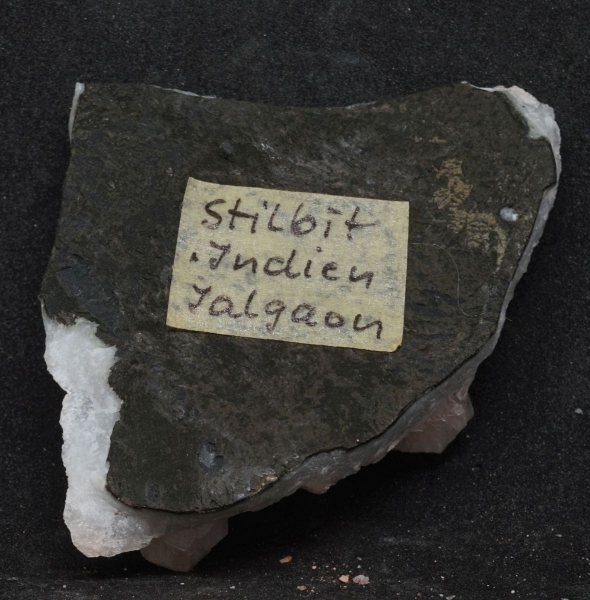 Stilbit
. Indien
Jalgaon